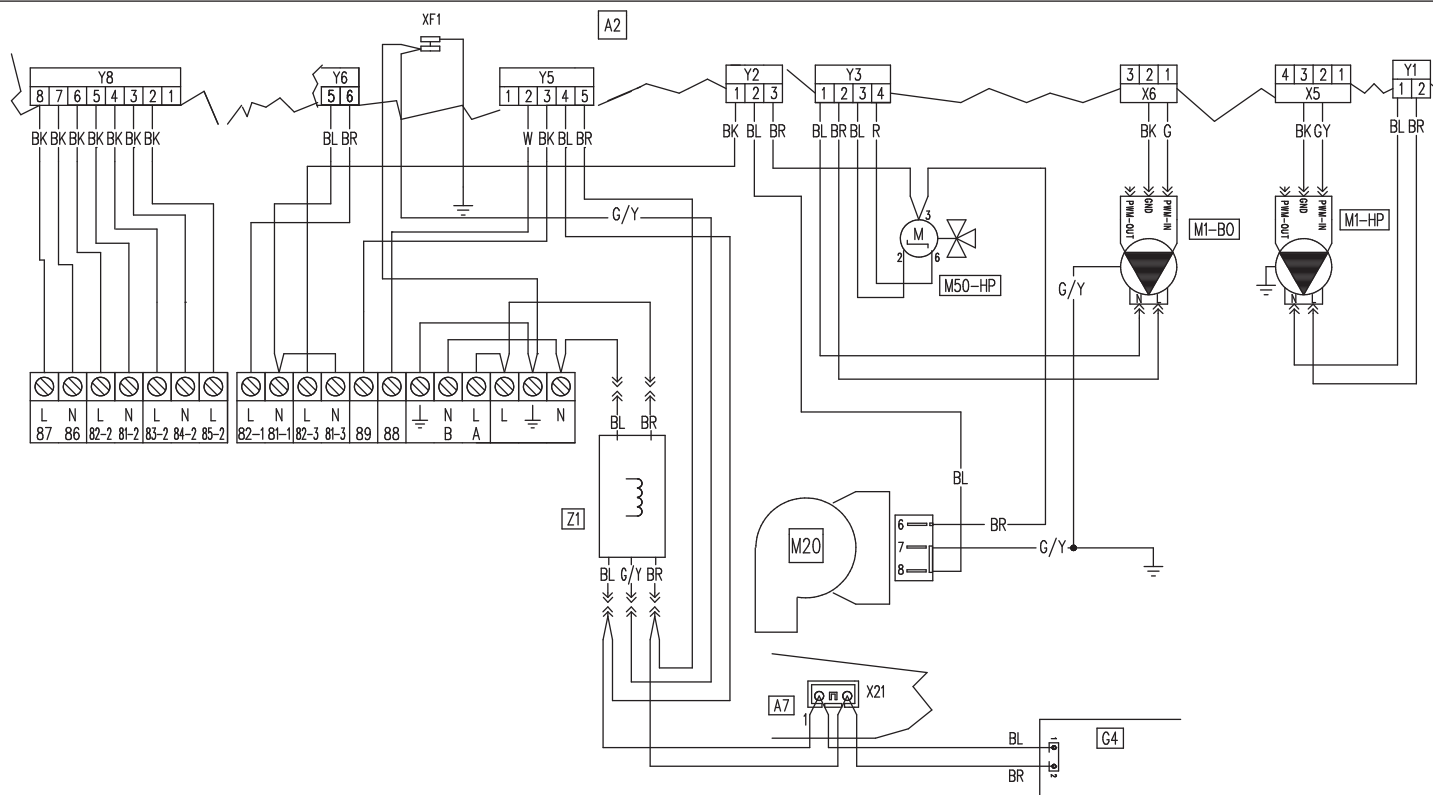 XF1
A2
Y8
8 7 6 5 4 3 2 1
Y6
5 6
Y5
1 2 3 4 5
Y2
1 2 3
Y3
1 2 3 4
3 2 1
X6
4 3 2 1
X5
Y1
1 2
BK BK BK BK BK BK BK
BL BR
W BK BL BR
BK BL BR
BL BR BL R
BK G
BK GY
BL BR
G/Y
3
M
2
6
M50-HP
PWM-OUT
GND
PWM-IN
M1-BO
N
L
PWM-OUT
GND
PWM-IN
M1-HP
N
L
G/Y
L N L N L N L
87 86 82-2 81-2 83-2 84-2 85-2
L N L N
82-1 81-1 82-3 81-3 89 88
N L
B A
L N
BL BR
Z1
BL G/Y BR
M20
6
7
8
BL
BR
G/Y
A7
X21
1
BL
BR
1
2
G4